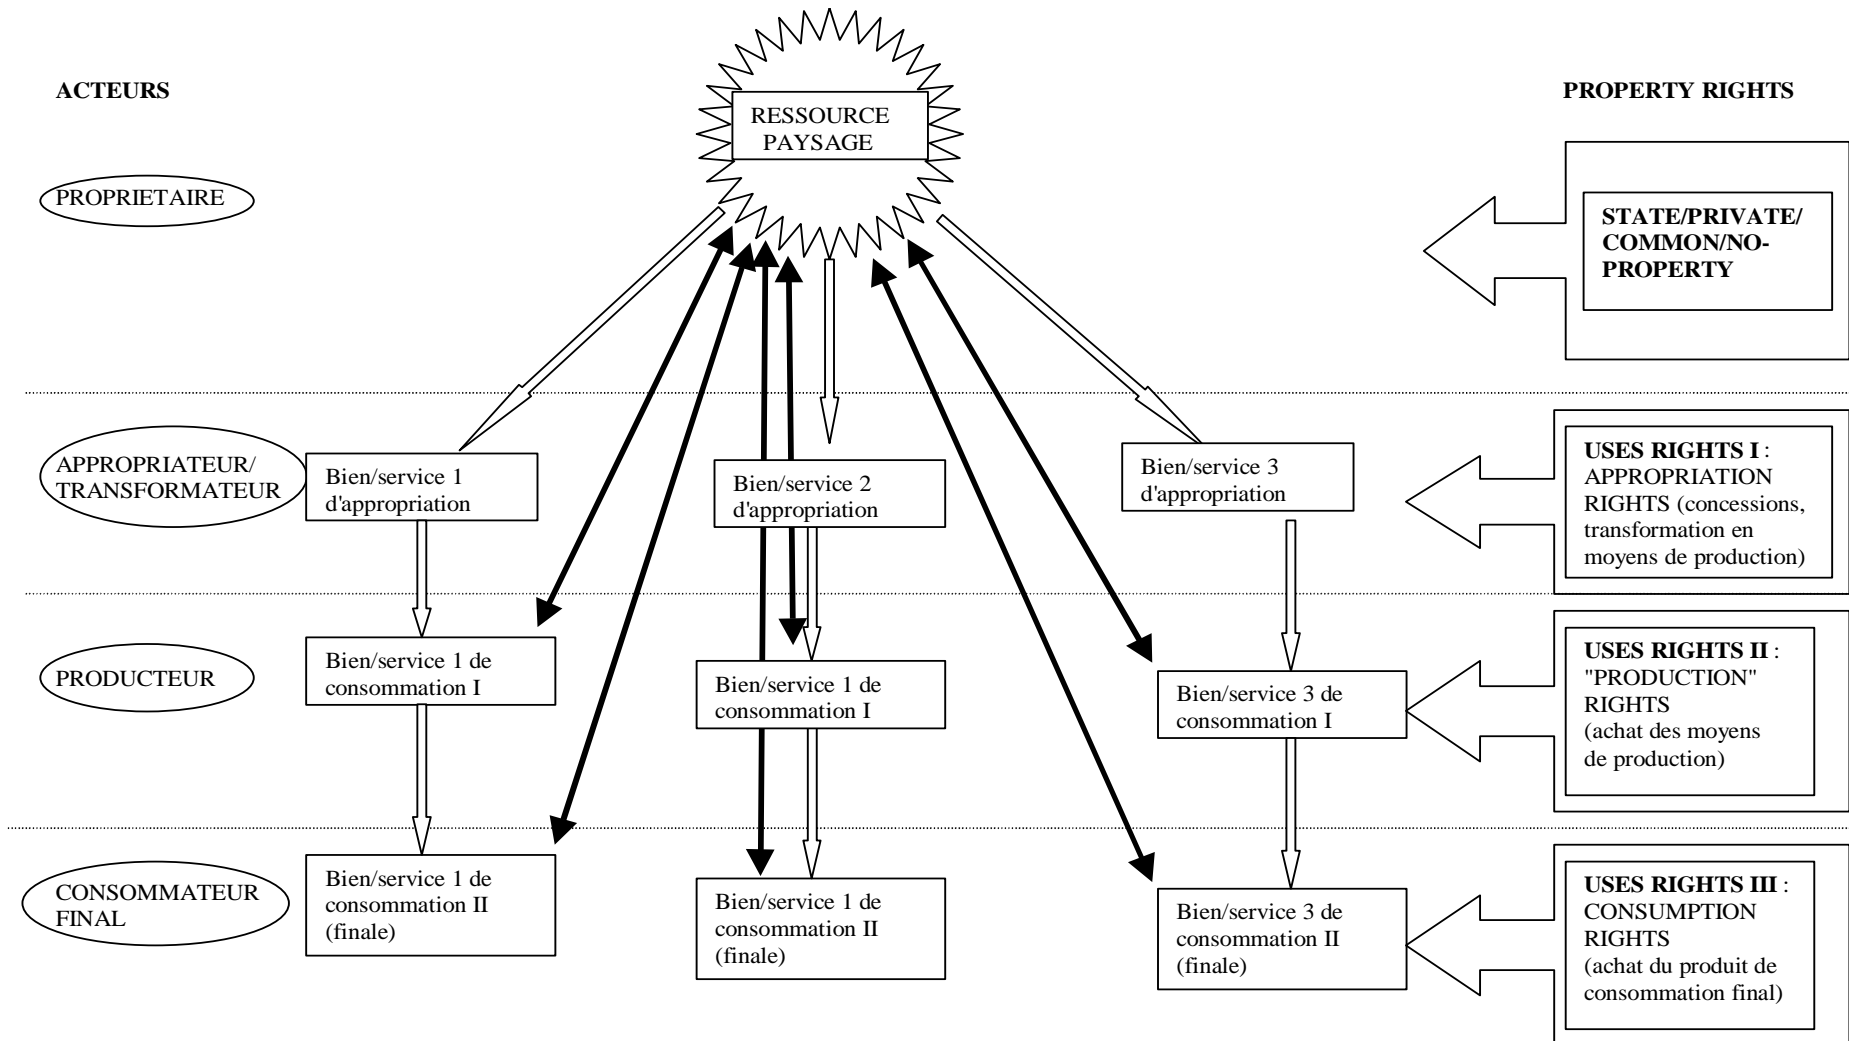 ACTEURS
RESSOURCE
PAYSAGE
PROPERTY RIGHTS
PROPRIETAIRE
STATE/PRIVATE/
COMMON/NO-
PROPERTY
APPROPRIATEUR/
TRANSFORMATEUR
Bien/service 1
d'appropriation
Bien/service 2
d'appropriation
Bien/service 3
d'appropriation
USES RIGHTS I :
APPROPRIATION
RIGHTS (concessions,
transformation en
moyens de production)
PRODUCTEUR
Bien/service 1 de
consommation I
Bien/service 1 de
consommation I
Bien/service 3 de
consommation I
USES RIGHTS II :
"PRODUCTION"
RIGHTS
(achat des moyens
de production)
CONSOMMATEUR
FINAL
Bien/service 1 de
consommation II
(finale)
Bien/service 1 de
consommation II
(finale)
Bien/service 3 de
consommation II
(finale)
USES RIGHTS III :
CONSUMPTION
RIGHTS
(achat du produit de
consommation final)